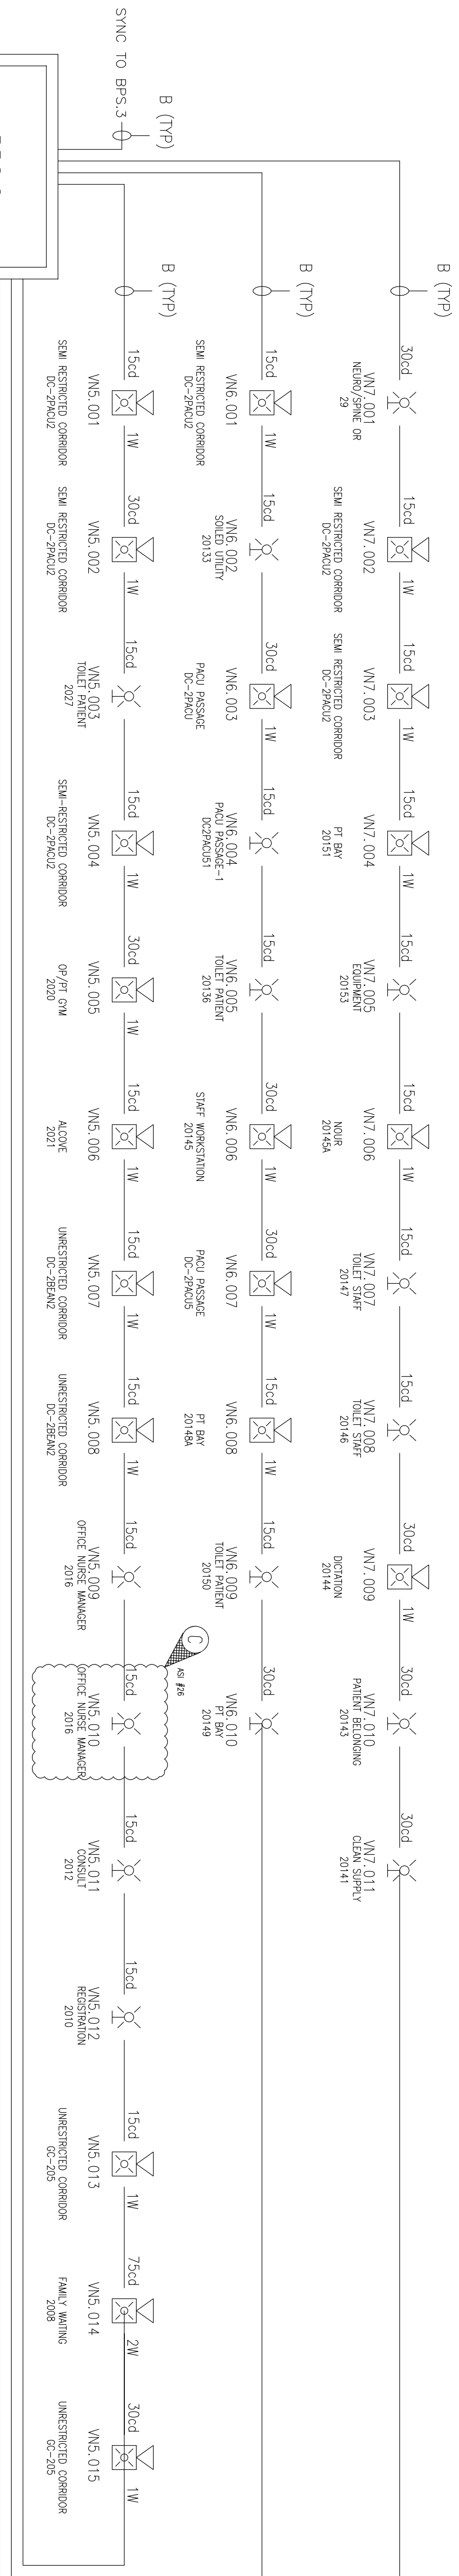 B (TYP)
30cd
VN7.001
NEURO/SPINE OR
29
15cd
1W
VN7.002
SEMI RESTRICTED CORRIDOR
DC-2PACU2
15cd
1W
VN7.003
SEMI RESTRICTED CORRIDOR
DC-2PACU2
15cd
1W
VN7.004
PT BAY
20151
15cd
VN7.005
EQUIPMENT
20153
15cd
1W
VN7.006
NOUR
20145A
15cd
VN7.007
TOILET STAFF
20147
15cd
VN7.008
TOILET STAFF
20146
30cd
1W
VN7.009
DICTATION
20144
30cd
VN7.010
PATIENT BELONGING
20143
30cd
VN7.011
CLEAN SUPPLY
20141
B (TYP)
15cd
1W
VN6.001
SEMI RESTRICTED CORRIDOR
DC-2PACU2
15cd
VN6.002
SOILED UTILITY
20133
30cd
1W
VN6.003
PACU PASSAGE
DC-2PACU
15cd
VN6.004
PACU PASSAGE-1
DC2PACU51
15cd
VN6.005
TOILET PATIENT
20136
30cd
1W
VN6.006
STAFF WORKSTATION
20145
30cd
1W
VN6.007
PACU PASSAGE
DC-2PACU5
15cd
1W
VN6.008
PT BAY
20148A
15cd
VN6.009
TOILET PATIENT
20150
30cd
VN6.010
PT BAY
20149
B (TYP)
SYNC TO BPS.3
B (TYP)
15cd
1W
VN5.001
SEMI RESTRICTED CORRIDOR
DC-2PACU2
30cd
1W
VN5.002
SEMI RESTRICTED CORRIDOR
DC-2PACU2
15cd
VN5.003
TOILET PATIENT
2027
15cd
1W
VN5.004
SEMI-RESTRICTED CORRIDOR
DC-2PACU2
30cd
1W
VN5.005
OP/PT GYM
2020
15cd
1W
VN5.006
ALCOVE
2021
15cd
1W
VN5.007
UNRESTRICTED CORRIDOR
DC-2BEAN2
15cd
1W
VN5.008
UNRESTRICTED CORRIDOR
DC-2BEAN2
15cd
VN5.009
OFFICE NURSE MANAGER
2016
C
ASI #26
15cd
VN5.010
OFFICE NURSE MANAGER
2016
15cd
VN5.011
CONSULT
2012
15cd
VN5.012
REGISTRATION
2010
15cd
1W
VN5.013
UNRESTRICTED CORRIDOR
GC-205
75cd
2W
VN5.014
FAMILY WAITING
2008
30cd
1W
VN5.015
UNRESTRICTED CORRIDOR
GC-205